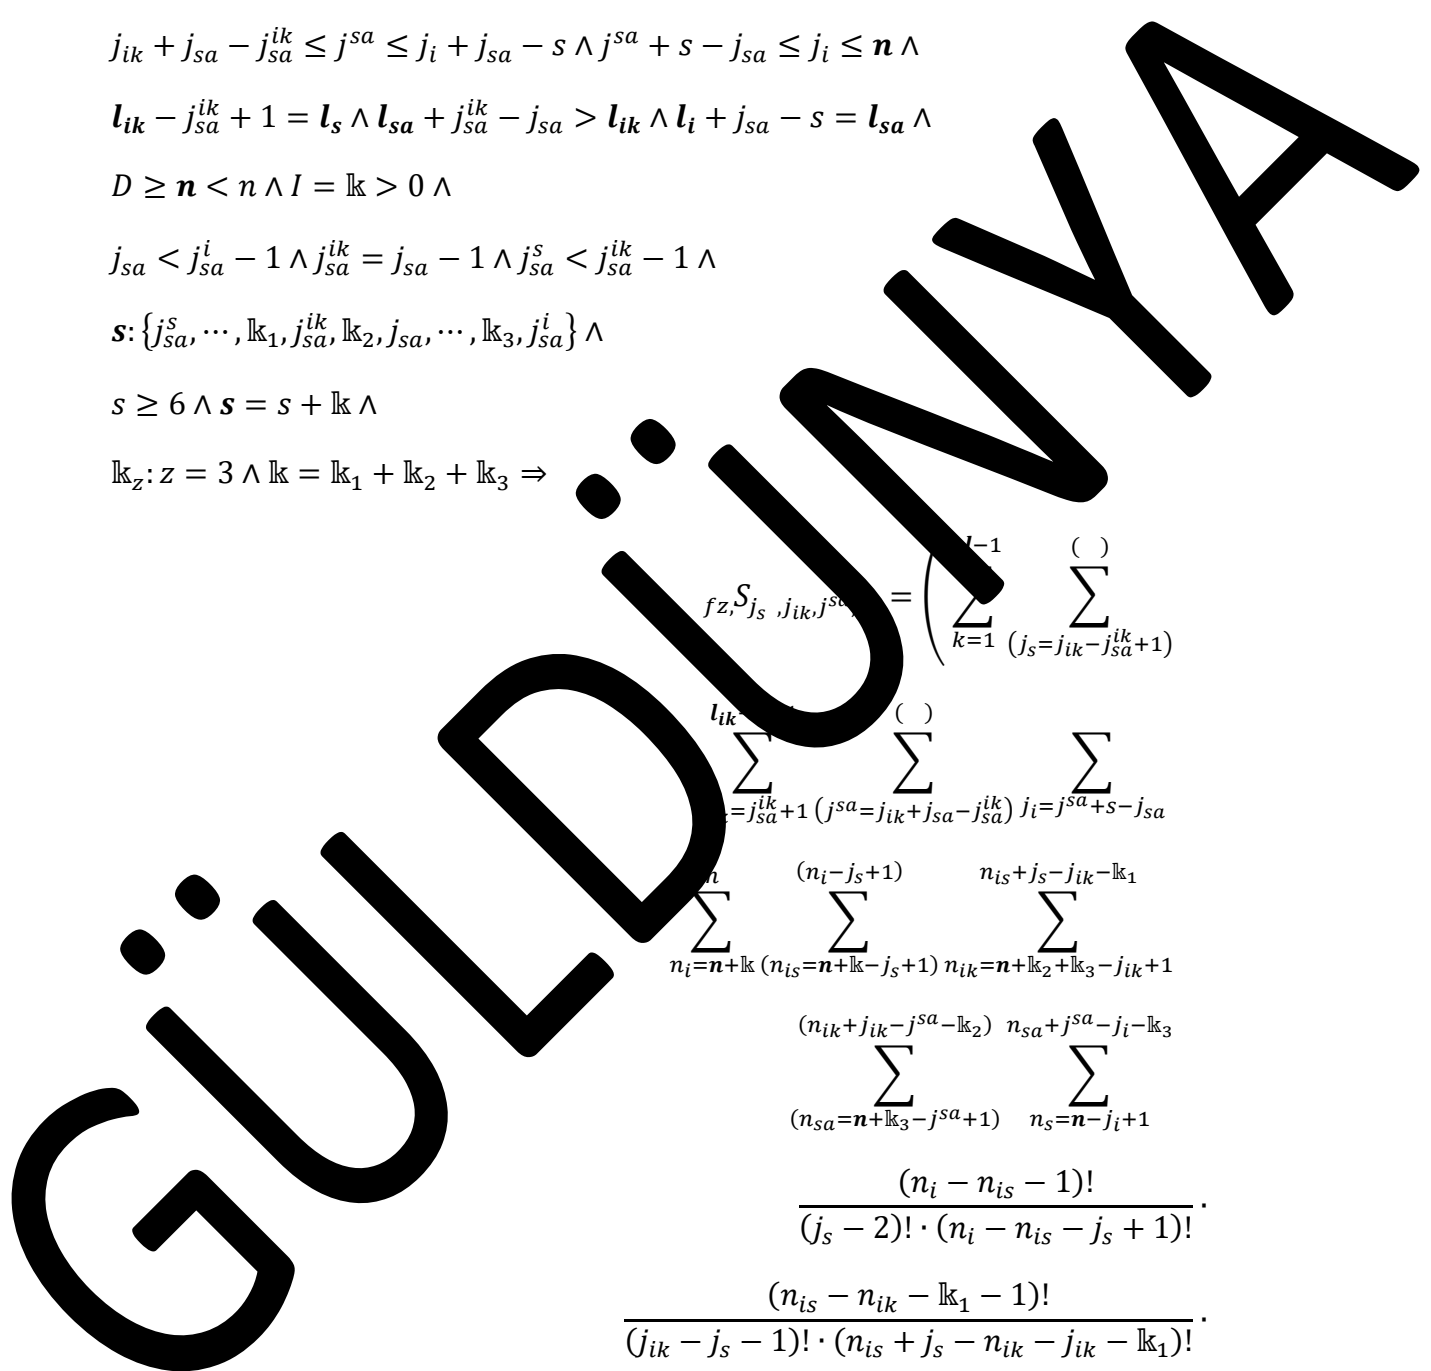 j_{ik} + j_{sa} − j_{sa}^{ik} ≤ j^{sa} ≤ j_i + j_{sa} − s ∧ j^{sa} + s − j_{sa} ≤ j_i ≤ n ∧
l_{ik} − j_{sa}^{ik} + 1 = l_s ∧ l_{sa} + j_{sa}^{ik} − j_{sa} > l_{ik} ∧ l_i + j_{sa} − s = l_{sa} ∧
D ≥ n < n ∧ I = 𝕜 > 0 ∧
j_{sa} < j_{sa}^{i} − 1 ∧ j_{sa}^{ik} = j_{sa} − 1 ∧ j_{sa}^{s} < j_{sa}^{ik} − 1 ∧
s: {j_{sa}^{s}, ⋯, 𝕜_1, j_{sa}^{ik}, 𝕜_2, j_{sa}, ⋯, 𝕜_3, j_{sa}^{i}} ∧
s ≥ 6 ∧ s = s + 𝕜 ∧
𝕜_z: z = 3 ∧ 𝕜 = 𝕜_1 + 𝕜_2 + 𝕜_3 ⇒
l−1 ( )
_{fz,}S_{j_s ,j_{ik},j^{sa},} = ( ∑ ∑
k=1 (j_s=j_{ik}−j_{sa}^{ik}+1)
l_{ik} ( )
∑ ∑ ∑
=j_{sa}^{ik}+1 (j^{sa}=j_{ik}+j_{sa}−j_{sa}^{ik}) j_i=j^{sa}+s−j_{sa}
n (n_i−j_s+1) n_{is}+j_s−j_{ik}−𝕜_1
∑ ∑ ∑
n_i=n+𝕜 (n_{is}=n+𝕜−j_s+1) n_{ik}=n+𝕜_2+𝕜_3−j_{ik}+1
(n_{ik}+j_{ik}−j^{sa}−𝕜_2) n_{sa}+j^{sa}−j_i−𝕜_3
∑ ∑
(n_{sa}=n+𝕜_3−j^{sa}+1) n_s=n−j_i+1
(n_i − n_{is} − 1)!
(j_s − 2)! · (n_i − n_{is} − j_s + 1)! ·
(n_{is} − n_{ik} − 𝕜_1 − 1)!
(j_{ik} − j_s − 1)! · (n_{is} + j_s − n_{ik} − j_{ik} − 𝕜_1)! ·
GÜLDÜNYA